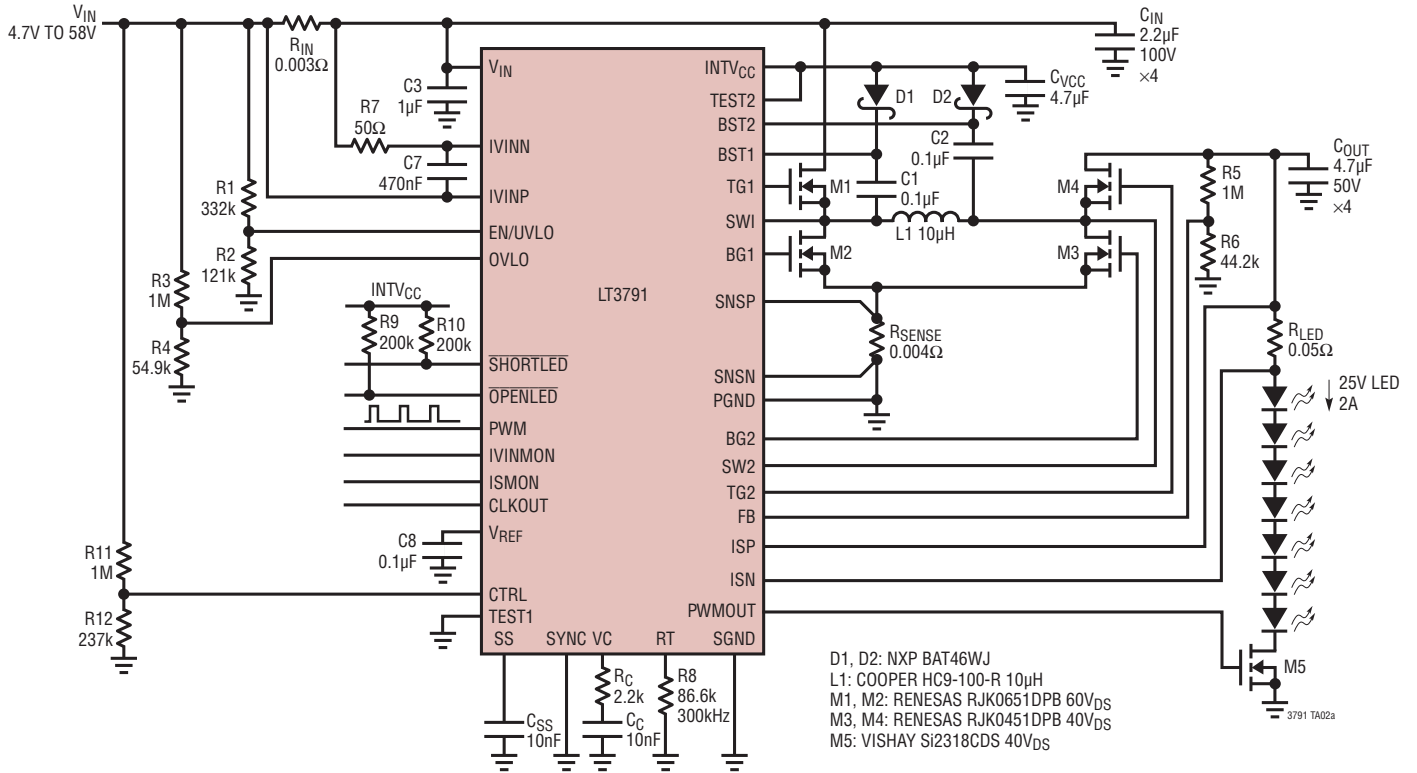 VIN
4.7V TO 58V
RIN
0.003Ω
CIN
2.2µF
100V
×4
C3
1µF
R7
50Ω
C7
470nF
R1
332k
R2
121k
R3
1M
R4
54.9k
INTVCC
R9
200k
R10
200k
C8
0.1µF
R11
1M
R12
237k
VIN
IVINN
IVINP
EN/UVLO
OVLO
SHORTLED
OPENLED
PWM
IVINMON
ISMON
CLKOUT
VREF
CTRL
TEST1
SS
SYNC
VC
RT
SGND
LT3791
INTVCC
TEST2
BST2
BST1
TG1
SWI
BG1
SNSP
SNSN
PGND
BG2
SW2
TG2
FB
ISP
ISN
PWMOUT
D1
D2
CVCC
4.7µF
C2
0.1µF
C1
0.1µF
M1
M2
L1 10µH
M4
M3
RSENSE
0.004Ω
COUT
4.7µF
50V
×4
R5
1M
R6
44.2k
RLED
0.05Ω
25V LED
2A
M5
CSS
10nF
RC
2.2k
CC
10nF
R8
86.6k
300kHz
D1, D2: NXP BAT46WJ
L1: COOPER HC9-100-R 10µH
M1, M2: RENESAS RJK0651DPB 60VDS
M3, M4: RENESAS RJK0451DPB 40VDS
M5: VISHAY Si2318CDS 40VDS
3791 TA02a